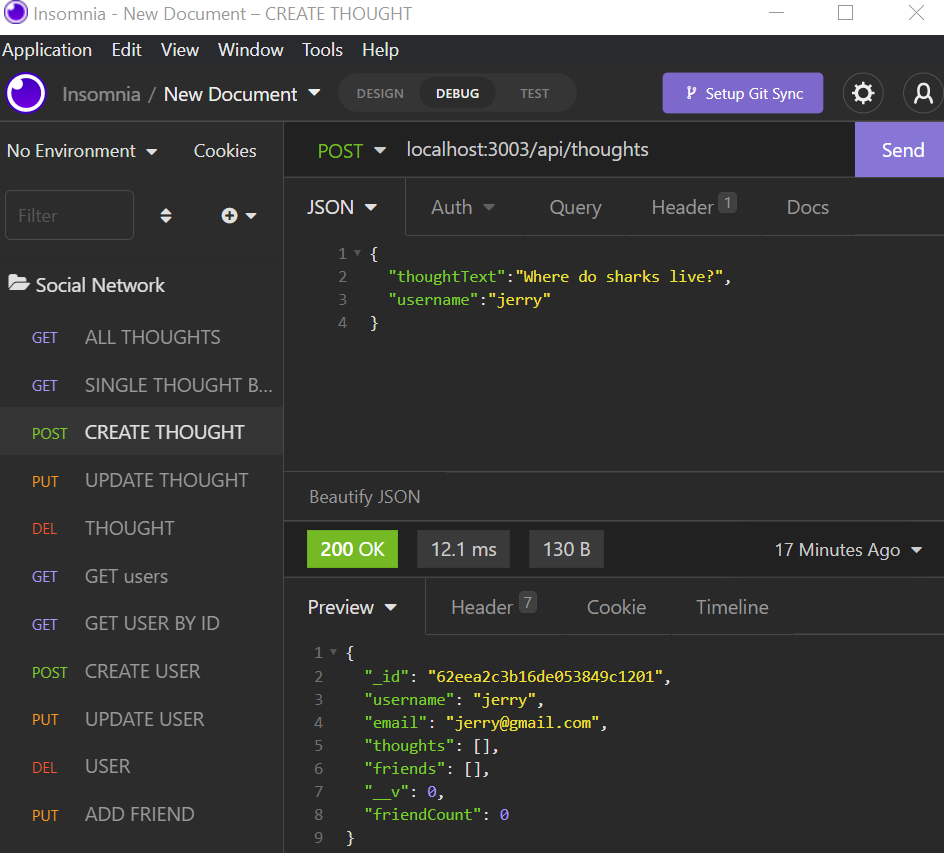 Insomnia - New Document – CREATE THOUGHT
Application Edit View Window Tools Help
Insomnia / New Document DESIGN DEBUG TEST Setup Git Sync
No Environment Cookies
POST localhost:3003/api/thoughts Send
Filter
JSON Auth Query Header 1 Docs
1 {
2 "thoughtText":"Where do sharks live?",
3 "username":"jerry"
4 }
Social Network
GET ALL THOUGHTS
GET SINGLE THOUGHT B...
POST CREATE THOUGHT
PUT UPDATE THOUGHT
DEL THOUGHT
GET GET users
GET GET USER BY ID
POST CREATE USER
PUT UPDATE USER
DEL USER
PUT ADD FRIEND
Beautify JSON
200 OK 12.1 ms 130 B 17 Minutes Ago
Preview Header 7 Cookie Timeline
1 {
2 "_id": "62eea2c3b16de053849c1201",
3 "username": "jerry",
4 "email": "jerry@gmail.com",
5 "thoughts": [],
6 "friends": [],
7 "__v": 0,
8 "friendCount": 0
9 }